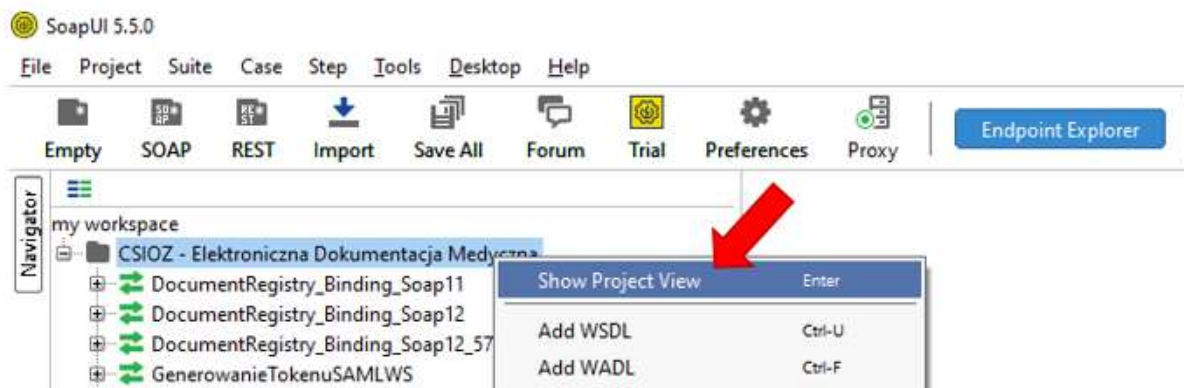 SoapUI 5.5.0
File Project Suite Case Step Tools Desktop Help
Empty SOAP REST Import Save All Forum Trial Preferences Proxy Endpoint Explorer
Navigator
my workspace
CSIOZ - Elektroniczna Dokumentacja Medyczna
DocumentRegistry_Binding_Soap11
DocumentRegistry_Binding_Soap12
DocumentRegistry_Binding_Soap12_57
GenerowanieTokenuSAMLWS
Show Project View Enter
Add WSDL Ctrl-U
Add WADL Ctrl-F